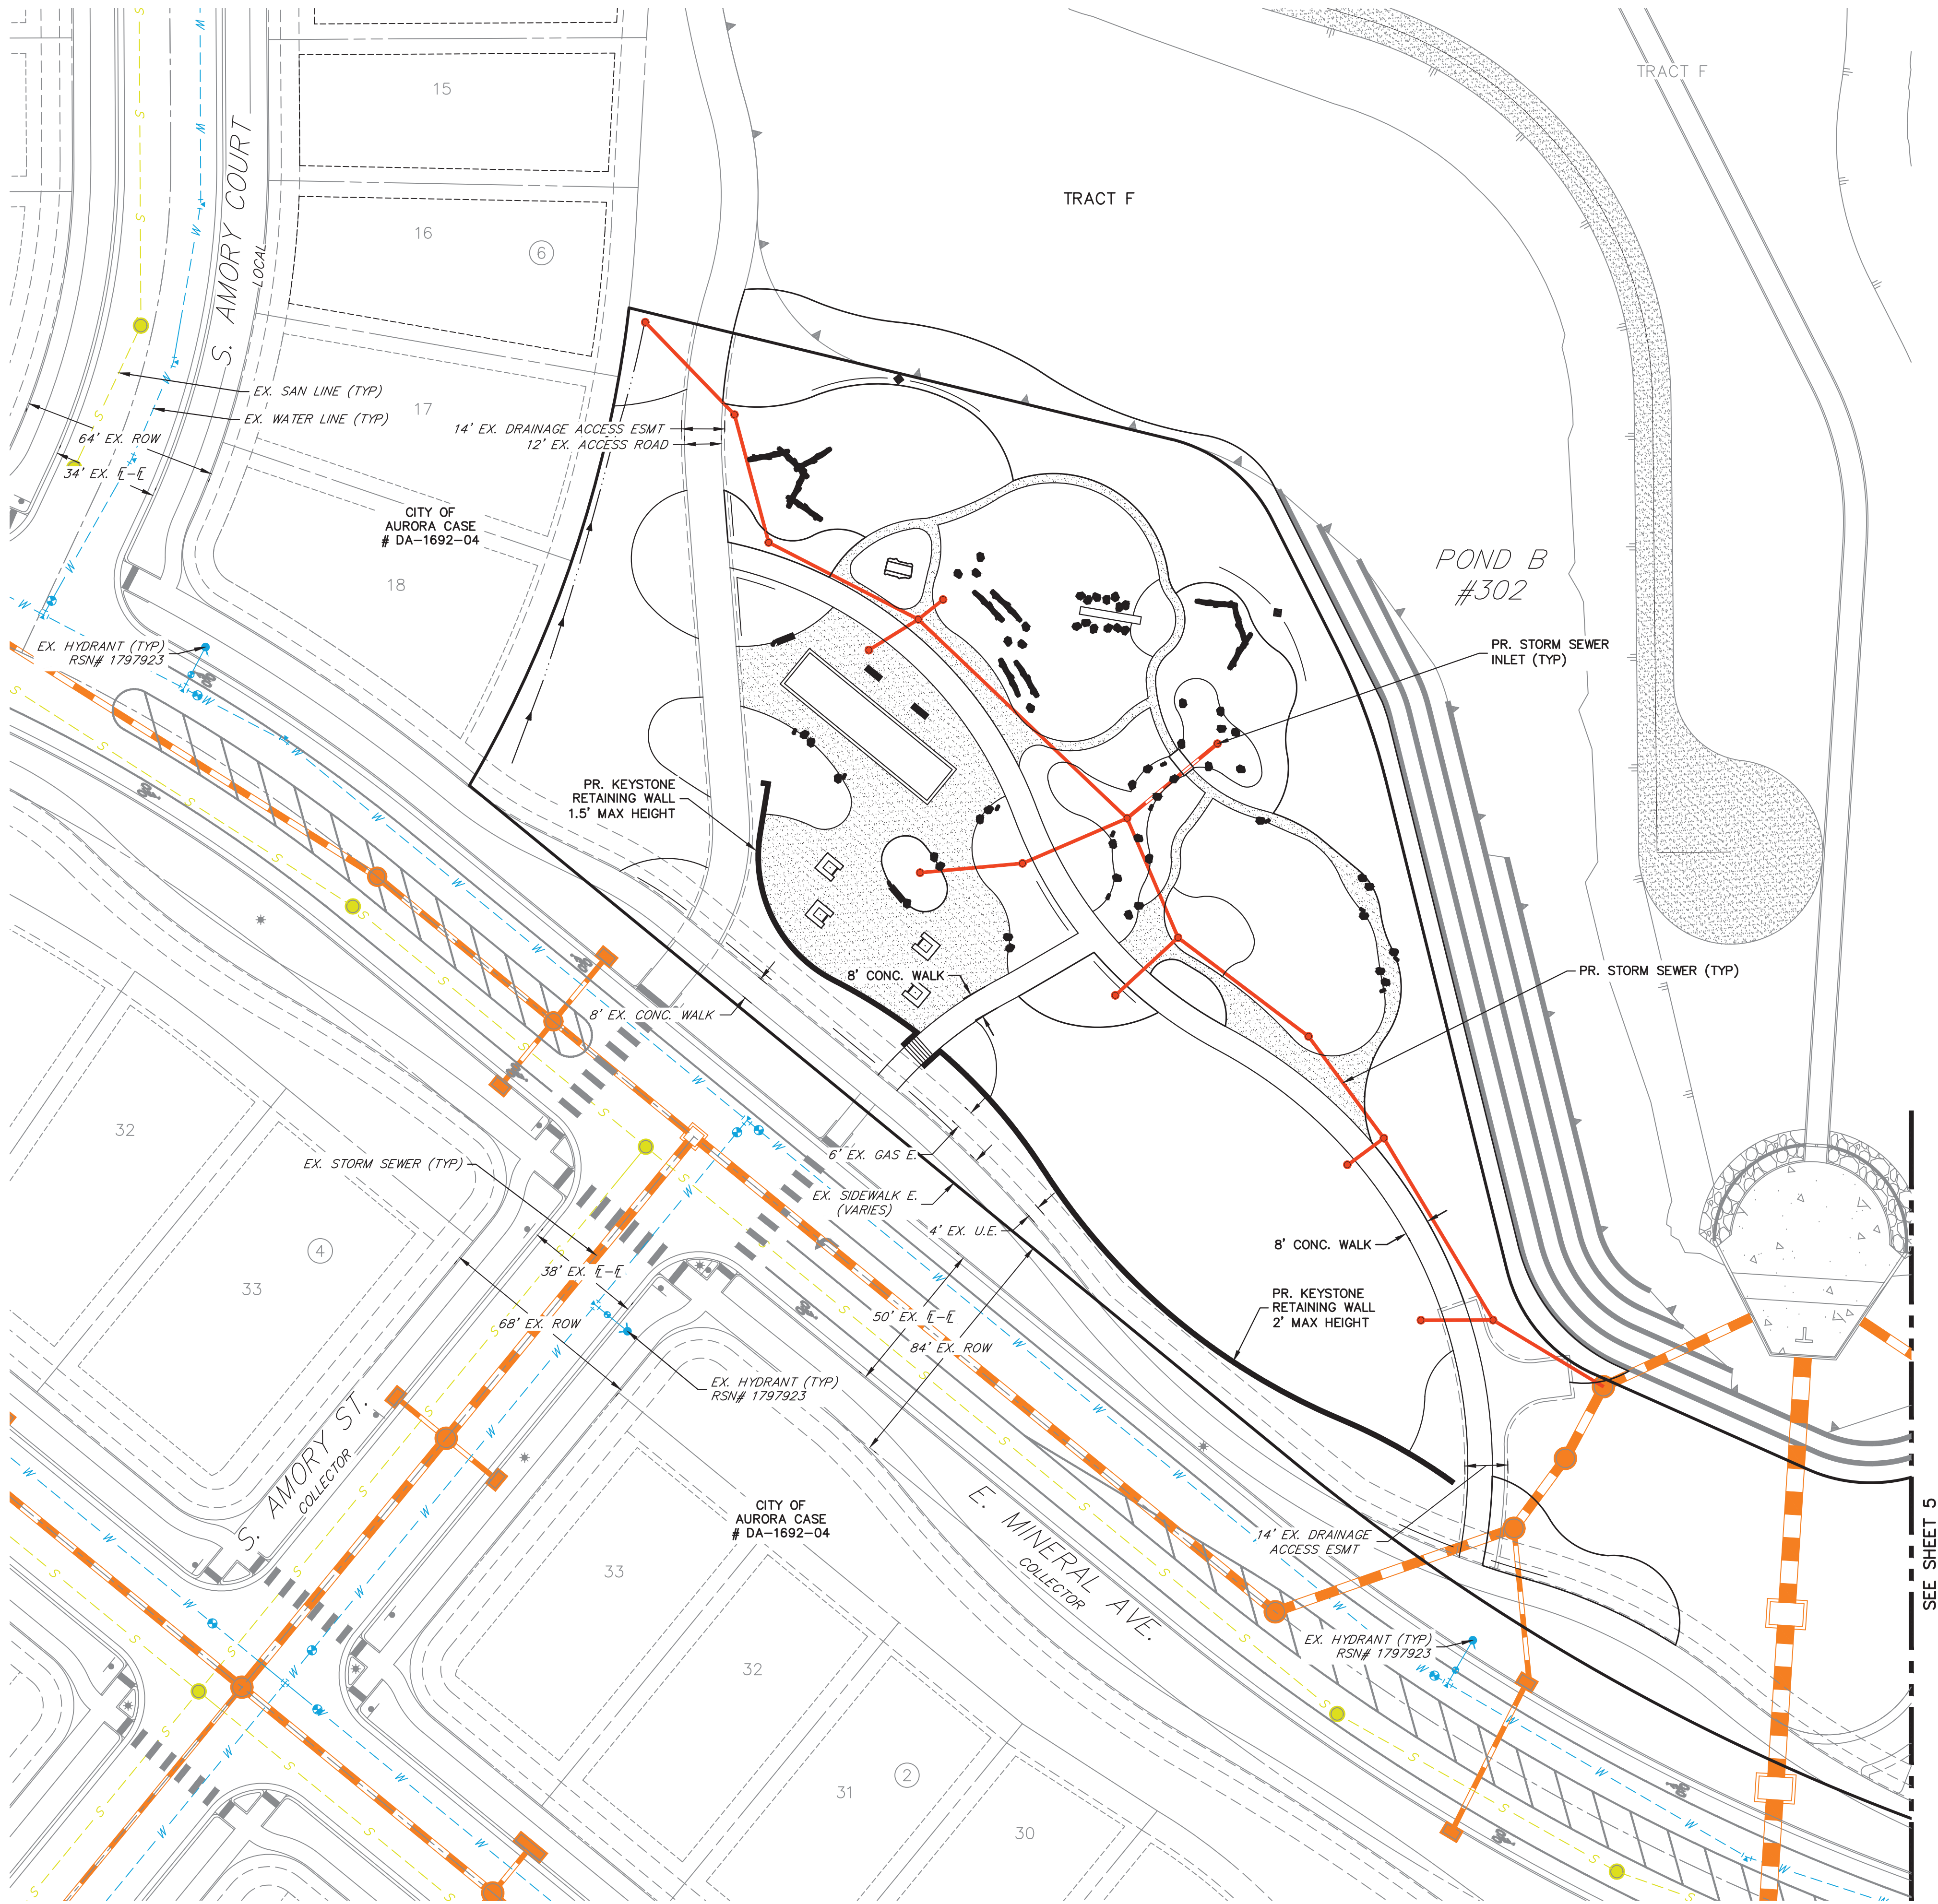 TRACT F
15
S. AMORY COURT
LOCAL
TRACT F
16
6
EX. SAN LINE (TYP)
17
EX. WATER LINE (TYP)
14' EX. DRAINAGE ACCESS ESMT
12' EX. ACCESS ROAD
64' EX. ROW
34' EX. FL-FL
CITY OF
AURORA CASE
# DA-1692-04
18
POND B
#302
EX. HYDRANT (TYP)
RSN# 1797923
PR. STORM SEWER
INLET (TYP)
PR. KEYSTONE
RETAINING WALL
1.5' MAX HEIGHT
8' CONC. WALK
PR. STORM SEWER (TYP)
8' EX. CONC. WALK
32
EX. STORM SEWER (TYP)
6' EX. GAS E.
EX. SIDEWALK E.
(VARIES)
4' EX. U.E.
8' CONC. WALK
4
33
38' EX. FL-FL
68' EX. ROW
50' EX. FL-FL
84' EX. ROW
PR. KEYSTONE
RETAINING WALL
2' MAX HEIGHT
EX. HYDRANT (TYP)
RSN# 1797923
S. AMORY ST.
COLLECTOR
CITY OF
AURORA CASE
# DA-1692-04
E. MINERAL AVE.
COLLECTOR
14' EX. DRAINAGE
ACCESS ESMT
SEE SHEET 5
33
EX. HYDRANT (TYP)
RSN# 1797923
32
2
31
30